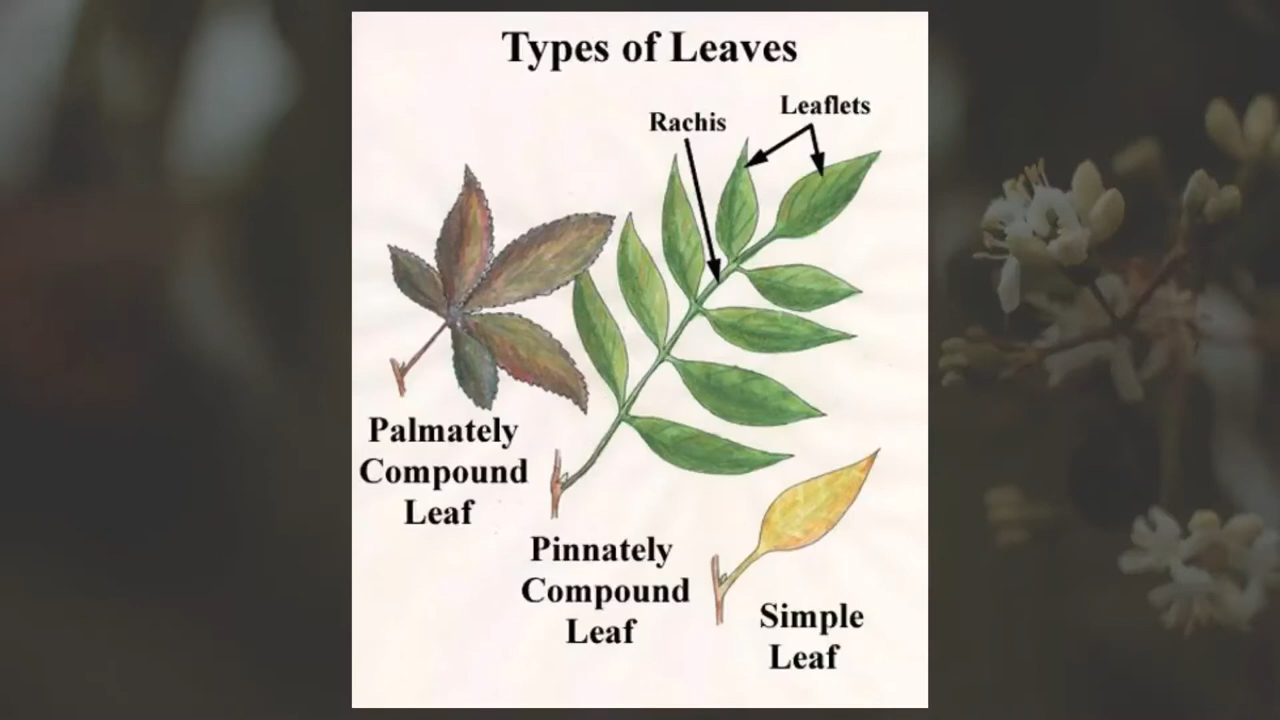 Types of Leaves
Leaflets
Rachis
Palmately
Compound
Leaf
Pinnately
Compound
Leaf
Simple
Leaf